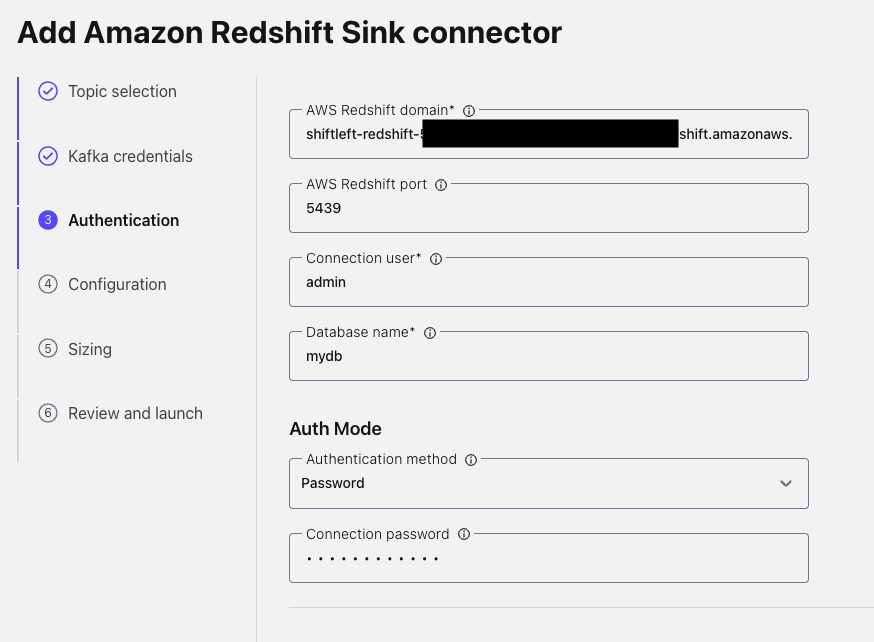 Add Amazon Redshift Sink connector
Topic selection
Kafka credentials
3 Authentication
4 Configuration
5 Sizing
6 Review and launch
AWS Redshift domain*
shiftleft-redshift- shift.amazonaws.
AWS Redshift port
5439
Connection user*
admin
Database name*
mydb
Auth Mode
Authentication method
Password
Connection password
• • • • • • • • • • • •